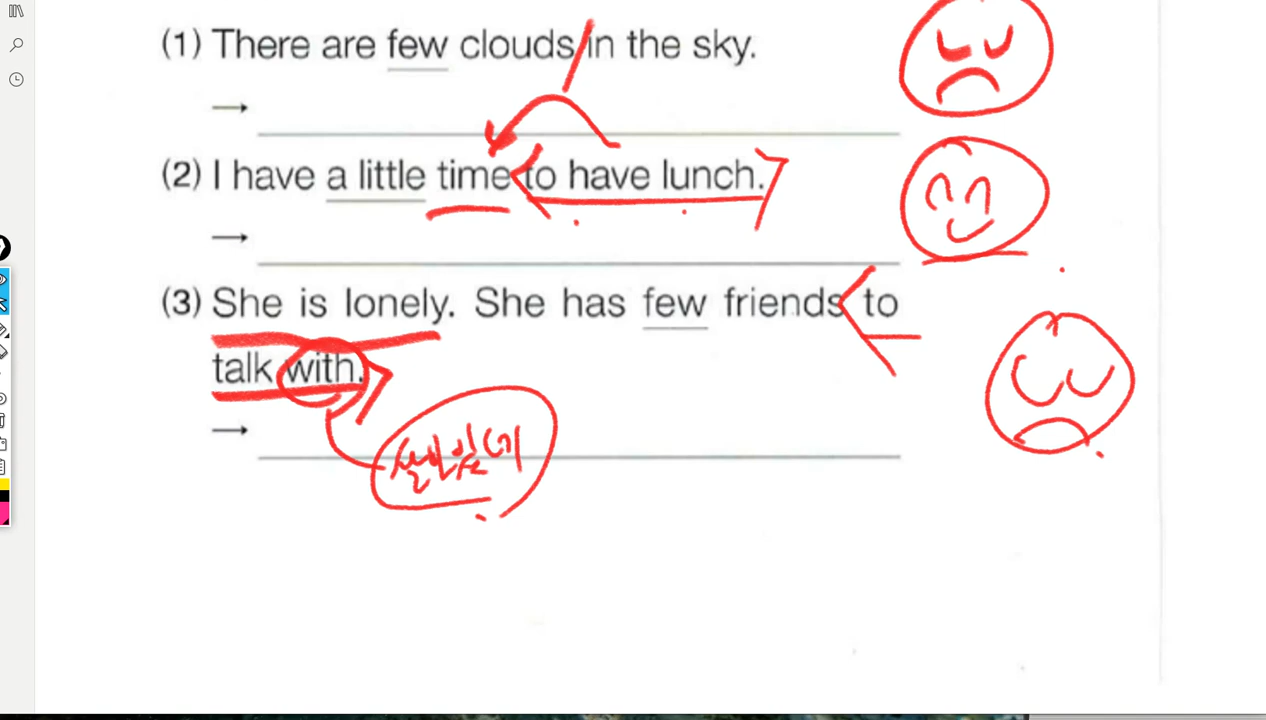 (1) There are few clouds in the sky.
→
(2) I have a little time to have lunch.
→
(3) She is lonely. She has few friends to
talk with.
→